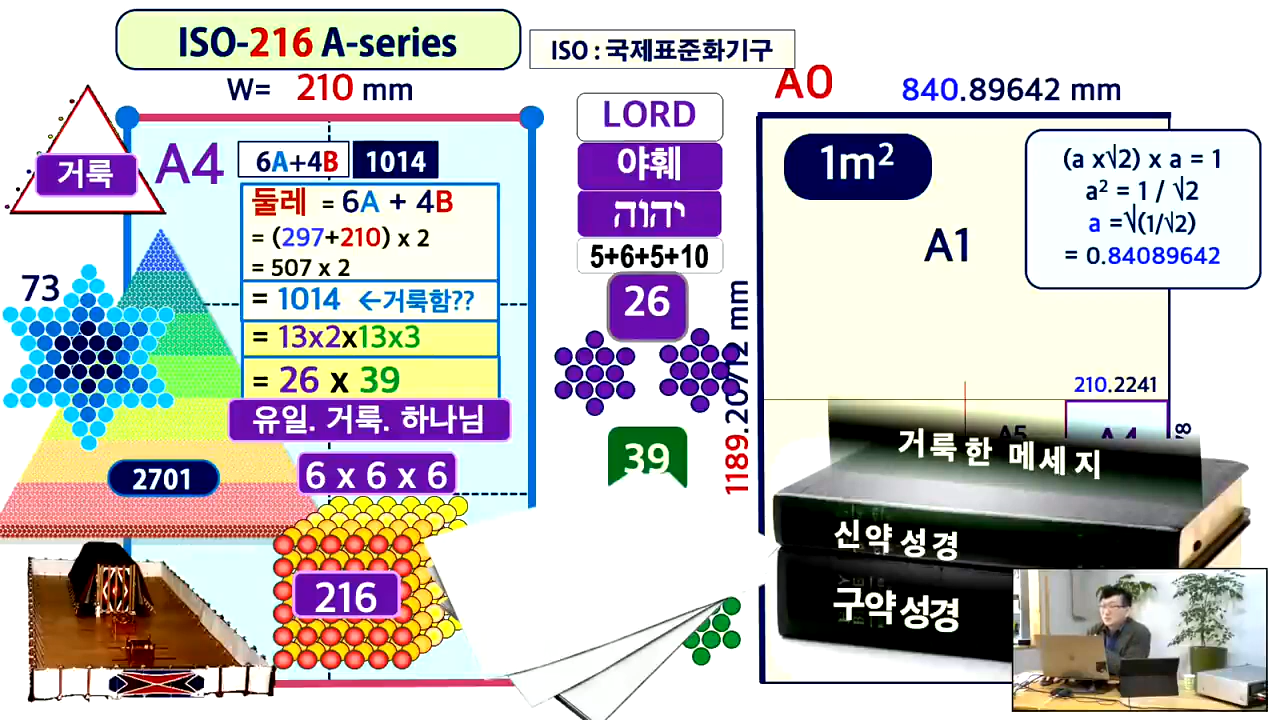 ISO-216 A-series
ISO : 국제표준화기구
W= 210 mm
A0
840.89642 mm
거룩
A4
6A+4B
1014
둘레 = 6A + 4B
= (297+210) x 2
= 507 x 2
= 1014 ←거룩함??
= 13x2x13x3
= 26 x 39
유일. 거룩. 하나님
73
2701
6 x 6 x 6
216
LORD
야훼
יהוה
5+6+5+10
26
39
1189.20712 mm
1m²
(a x√2) x a = 1
a² = 1 / √2
a =√(1/√2)
= 0.84089642
A1
210.2241
A5
A4
거룩한 메세지
신약성경
구약성경